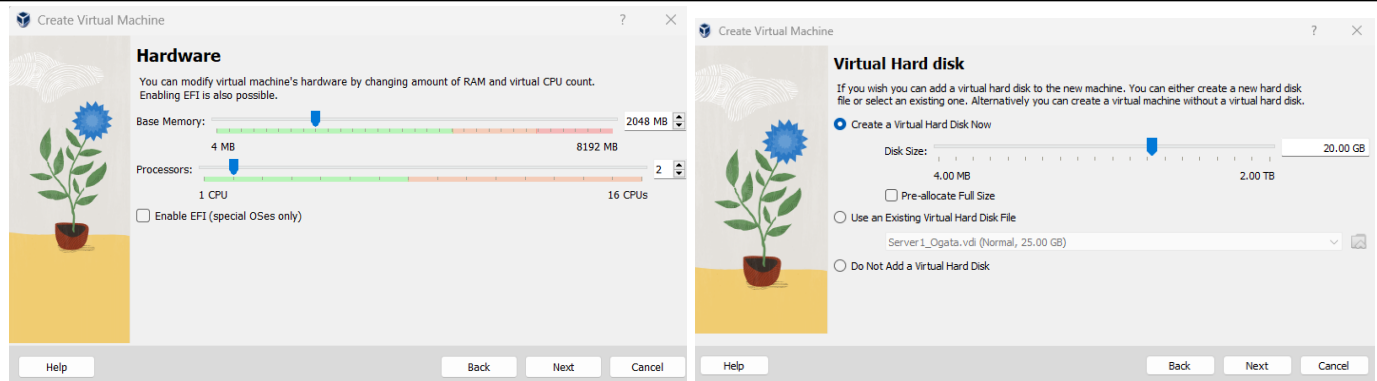 Create Virtual Machine
Hardware
You can modify virtual machine's hardware by changing amount of RAM and virtual CPU count.
Enabling EFI is also possible.
Base Memory: 2048 MB
4 MB 8192 MB
Processors: 2
1 CPU 16 CPUs
Enable EFI (special OSes only)
Help Back Next Cancel
Create Virtual Machine
Virtual Hard disk
If you wish you can add a virtual hard disk to the new machine. You can either create a new hard disk
file or select an existing one. Alternatively you can create a virtual machine without a virtual hard disk.
Create a Virtual Hard Disk Now
Disk Size: 20.00 GB
4.00 MB 2.00 TB
Pre-allocate Full Size
Use an Existing Virtual Hard Disk File
Server1_Ogata.vdi (Normal, 25.00 GB)
Do Not Add a Virtual Hard Disk
Help Back Next Cancel